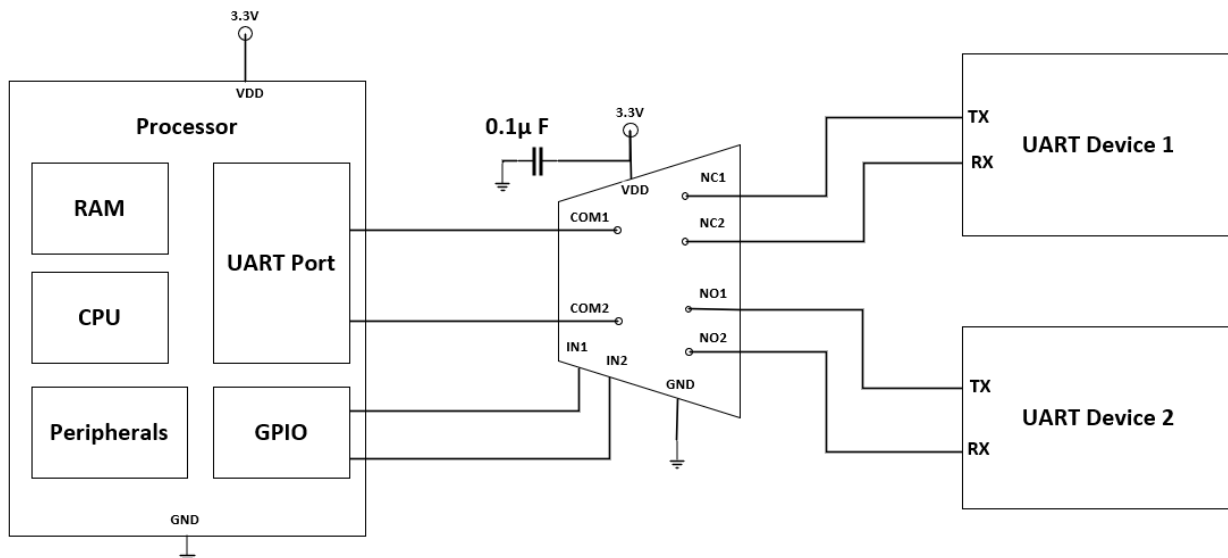 3.3V
VDD
Processor
RAM
CPU
UART Port
Peripherals
GPIO
GND
0.1µ F
3.3V
VDD
COM1
COM2
IN1
IN2
GND
NC1
NC2
NO1
NO2
TX
RX
UART Device 1
TX
RX
UART Device 2